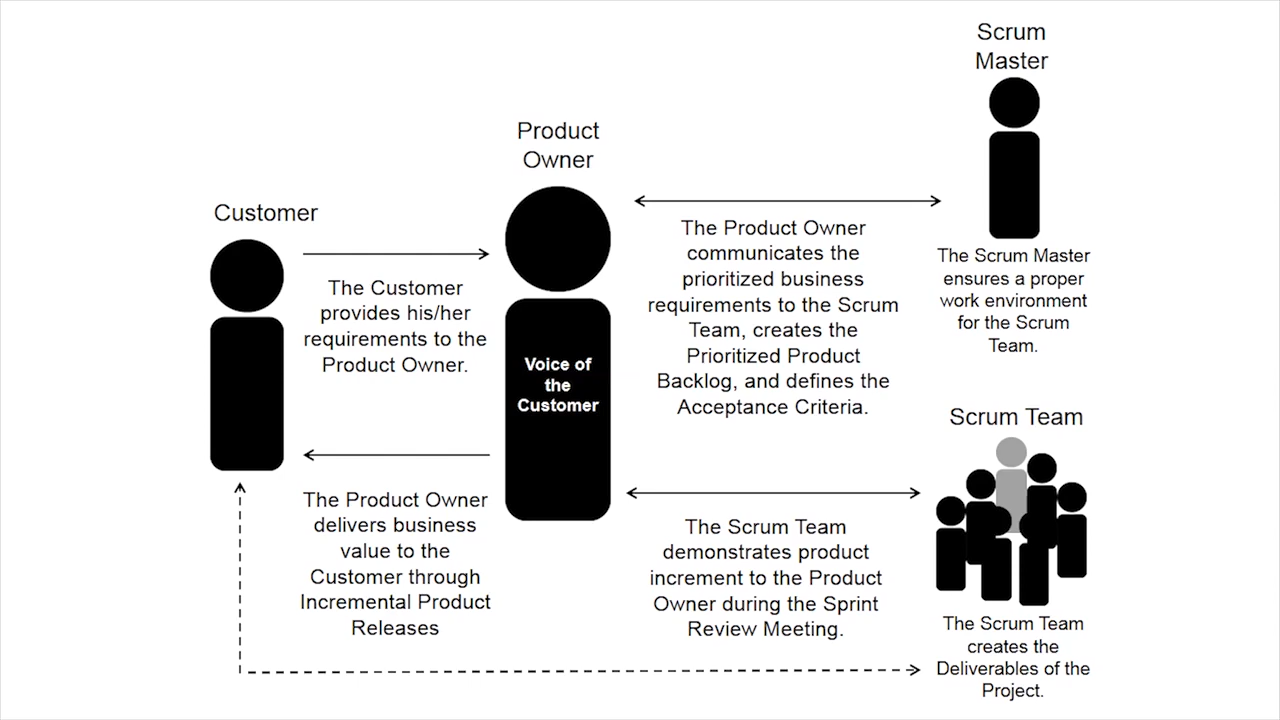 Scrum
Master
Product
Owner
Customer
The Customer
provides his/her
requirements to the
Product Owner.
Voice of
the
Customer
The Product Owner
communicates the
prioritized business
requirements to the Scrum
Team, creates the
Prioritized Product
Backlog, and defines the
Acceptance Criteria.
The Scrum Master
ensures a proper
work environment
for the Scrum
Team.
Scrum Team
The Product Owner
delivers business
value to the
Customer through
Incremental Product
Releases
The Scrum Team
demonstrates product
increment to the Product
Owner during the Sprint
Review Meeting.
The Scrum Team
creates the
Deliverables of the
Project.